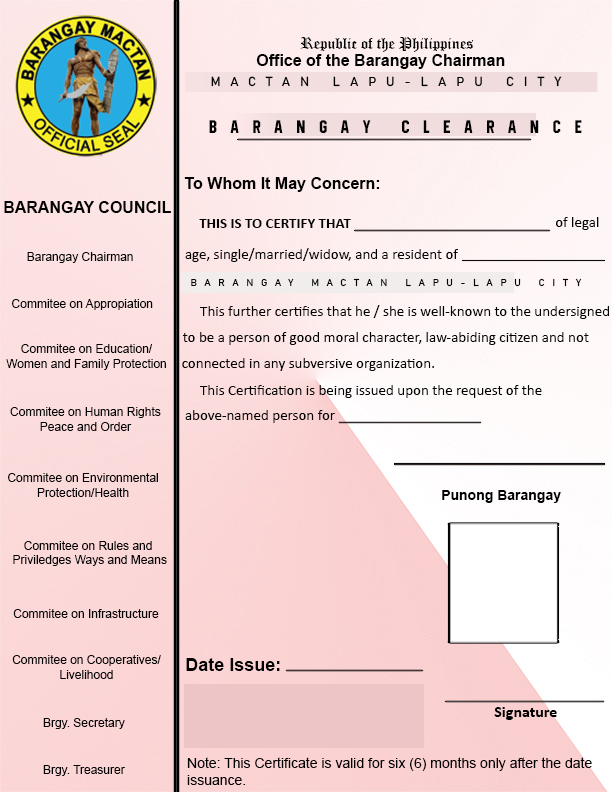 BARANGAY MACTAN
OFFICIAL SEAL
Republic of the Philippines
Office of the Barangay Chairman
MACTAN LAPU-LAPU CITY
BARANGAY CLEARANCE
BARANGAY COUNCIL
Barangay Chairman
Commitee on Appropiation
Commitee on Education/
Women and Family Protection
Commitee on Human Rights
Peace and Order
Commitee on Environmental
Protection/Health
Commitee on Rules and
Priviledges Ways and Means
Commitee on Infrastructure
Commitee on Cooperatives/
Livelihood
Brgy. Secretary
Brgy. Treasurer
To Whom It May Concern:
THIS IS TO CERTIFY THAT ____________ of legal
age, single/married/widow, and a resident of ____________
BARANGAY MACTAN LAPU-LAPU CITY
This further certifies that he / she is well-known to the undersigned
to be a person of good moral character, law-abiding citizen and not
connected in any subversive organization.
This Certification is being issued upon the request of the
above-named person for ____________
Punong Barangay
Date Issue: ____________
Signature
Note: This Certificate is valid for six (6) months only after the date
issuance.